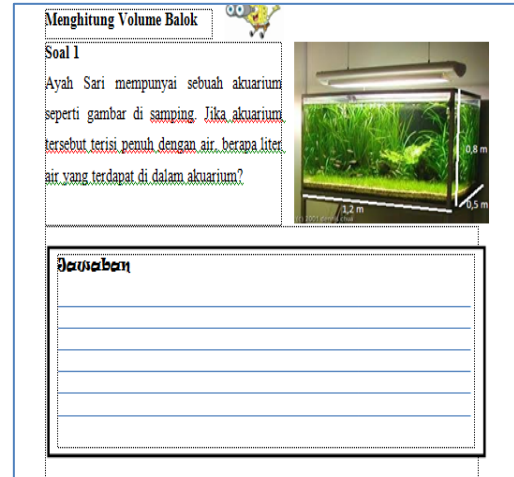 Menghitung Volume Balok
Soal 1
Ayah Sari mempunyai sebuah akuarium
seperti gambar di samping. Jika akuarium
tersebut terisi penuh dengan air, berapa liter
air yang terdapat di dalam akuarium?
0,8 m
0,5 m
1,2 m
Jawaban